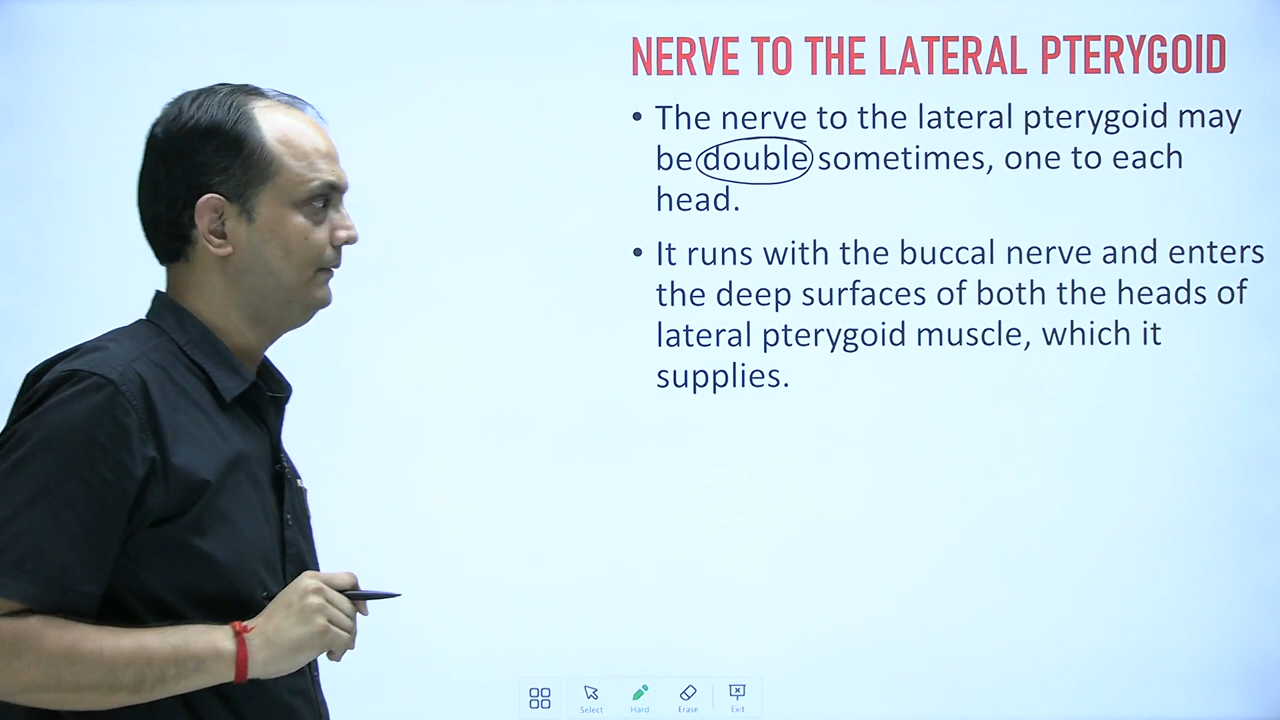 NERVE TO THE LATERAL PTERYGOID
• The nerve to the lateral pterygoid may
be double sometimes, one to each
head.
• It runs with the buccal nerve and enters
the deep surfaces of both the heads of
lateral pterygoid muscle, which it
supplies.
Select
Hard
Erase
Exit